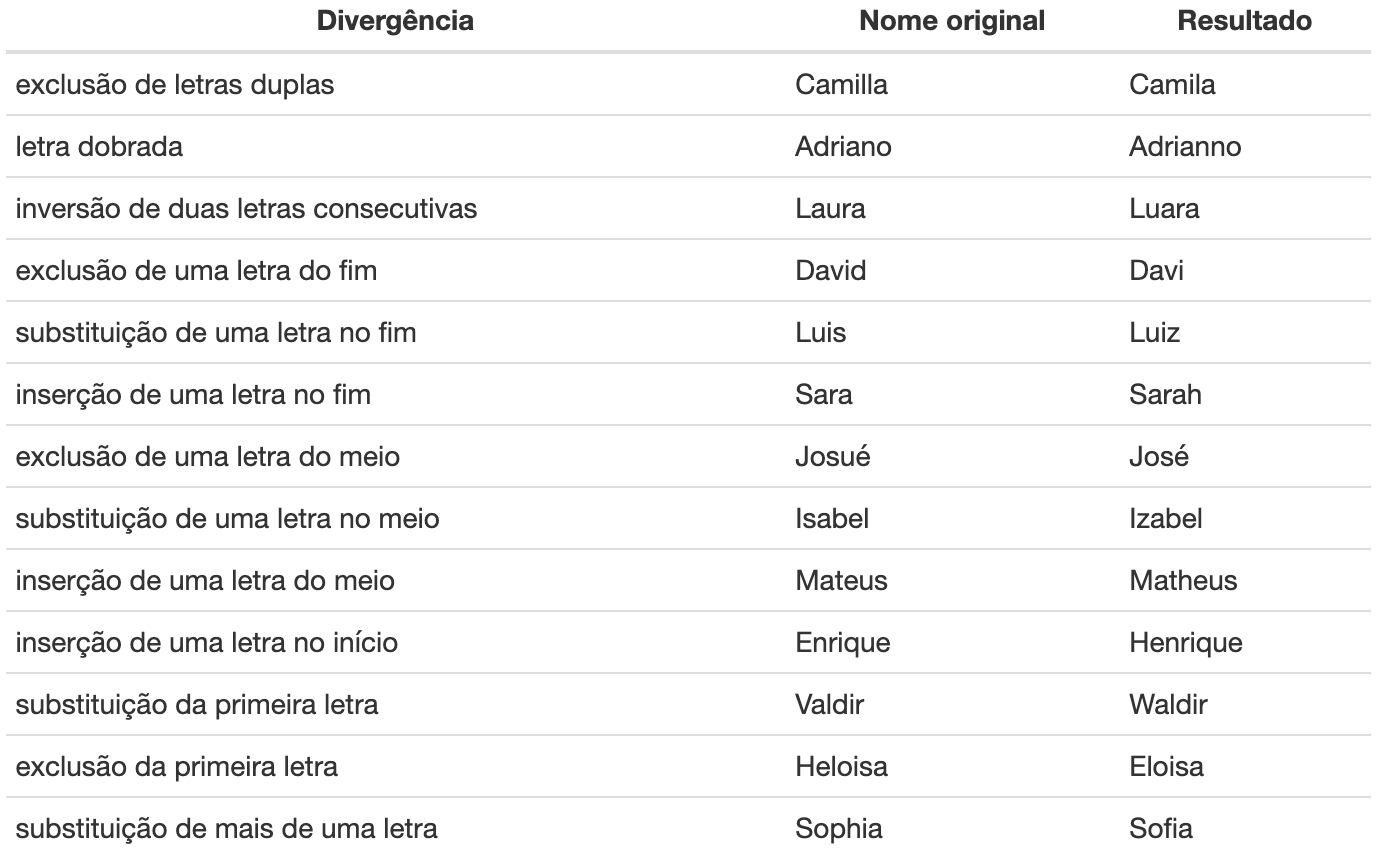 Divergência Nome original Resultado
exclusão de letras duplas Camilla Camila
letra dobrada Adriano Adrianno
inversão de duas letras consecutivas Laura Luara
exclusão de uma letra do fim David Davi
substituição de uma letra no fim Luis Luiz
inserção de uma letra no fim Sara Sarah
exclusão de uma letra do meio Josué José
substituição de uma letra no meio Isabel Izabel
inserção de uma letra do meio Mateus Matheus
inserção de uma letra no início Enrique Henrique
substituição da primeira letra Valdir Waldir
exclusão da primeira letra Heloisa Eloisa
substituição de mais de uma letra Sophia Sofia